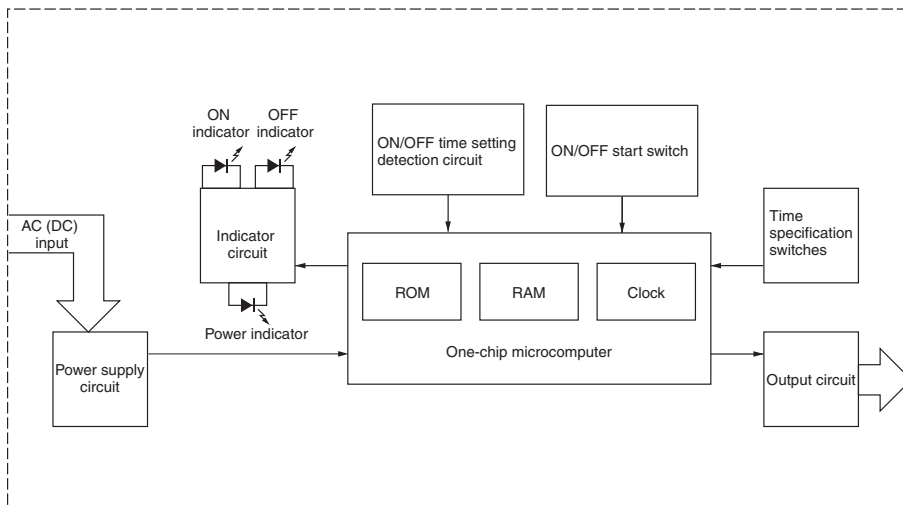 ON
indicator
OFF
indicator
ON/OFF time setting
detection circuit
ON/OFF start switch
AC (DC)
input
Indicator
circuit
Time
specification
switches
ROM
RAM
Clock
Power indicator
One-chip microcomputer
Power supply
circuit
Output circuit